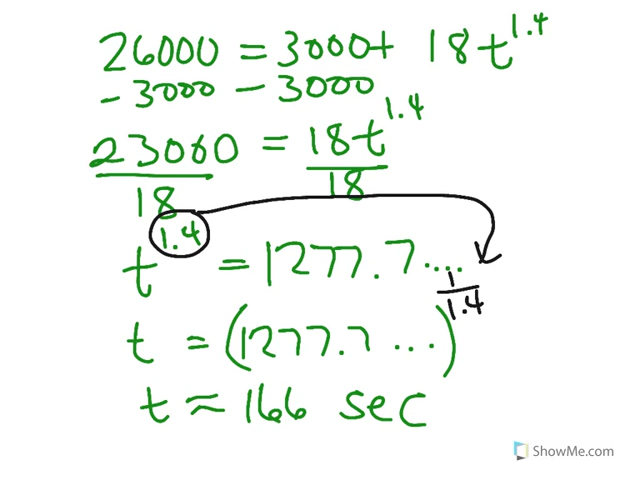 26000 = 3000 + 18t^1.4
- 3000 - 3000
23000 = 18t^1.4
18 18
t^1.4 = 1277.7....
t = (1277.7 ...)^1/1.4
t ≈ 166 sec
ShowMe.com